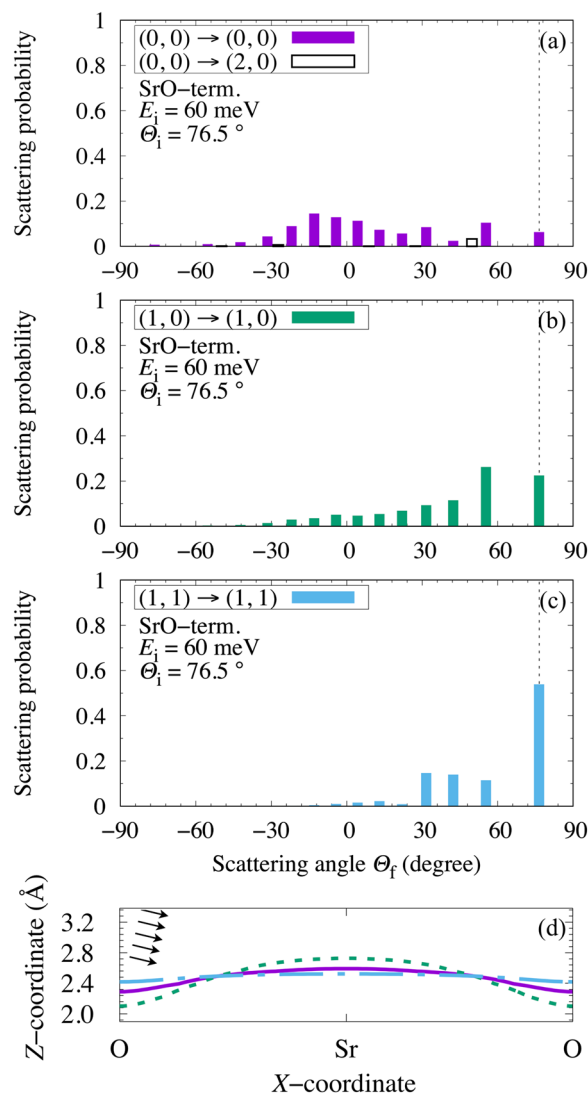 (0, 0) → (0, 0)
(0, 0) → (2, 0)
(a)
SrO−term.
Eᵢ = 60 meV
Θᵢ = 76.5 °
Scattering probability
1
0.8
0.6
0.4
0.2
0
−90 −60 −30 0 30 60 90
(1, 0) → (1, 0)
(b)
SrO−term.
Eᵢ = 60 meV
Θᵢ = 76.5 °
Scattering probability
1
0.8
0.6
0.4
0.2
0
−90 −60 −30 0 30 60 90
(1, 1) → (1, 1)
(c)
SrO−term.
Eᵢ = 60 meV
Θᵢ = 76.5 °
Scattering probability
1
0.8
0.6
0.4
0.2
0
−90 −60 −30 0 30 60 90
Scattering angle Θf (degree)
(d)
Z−coordinate (Å)
3.2
2.8
2.4
2.0
O Sr O
X−coordinate